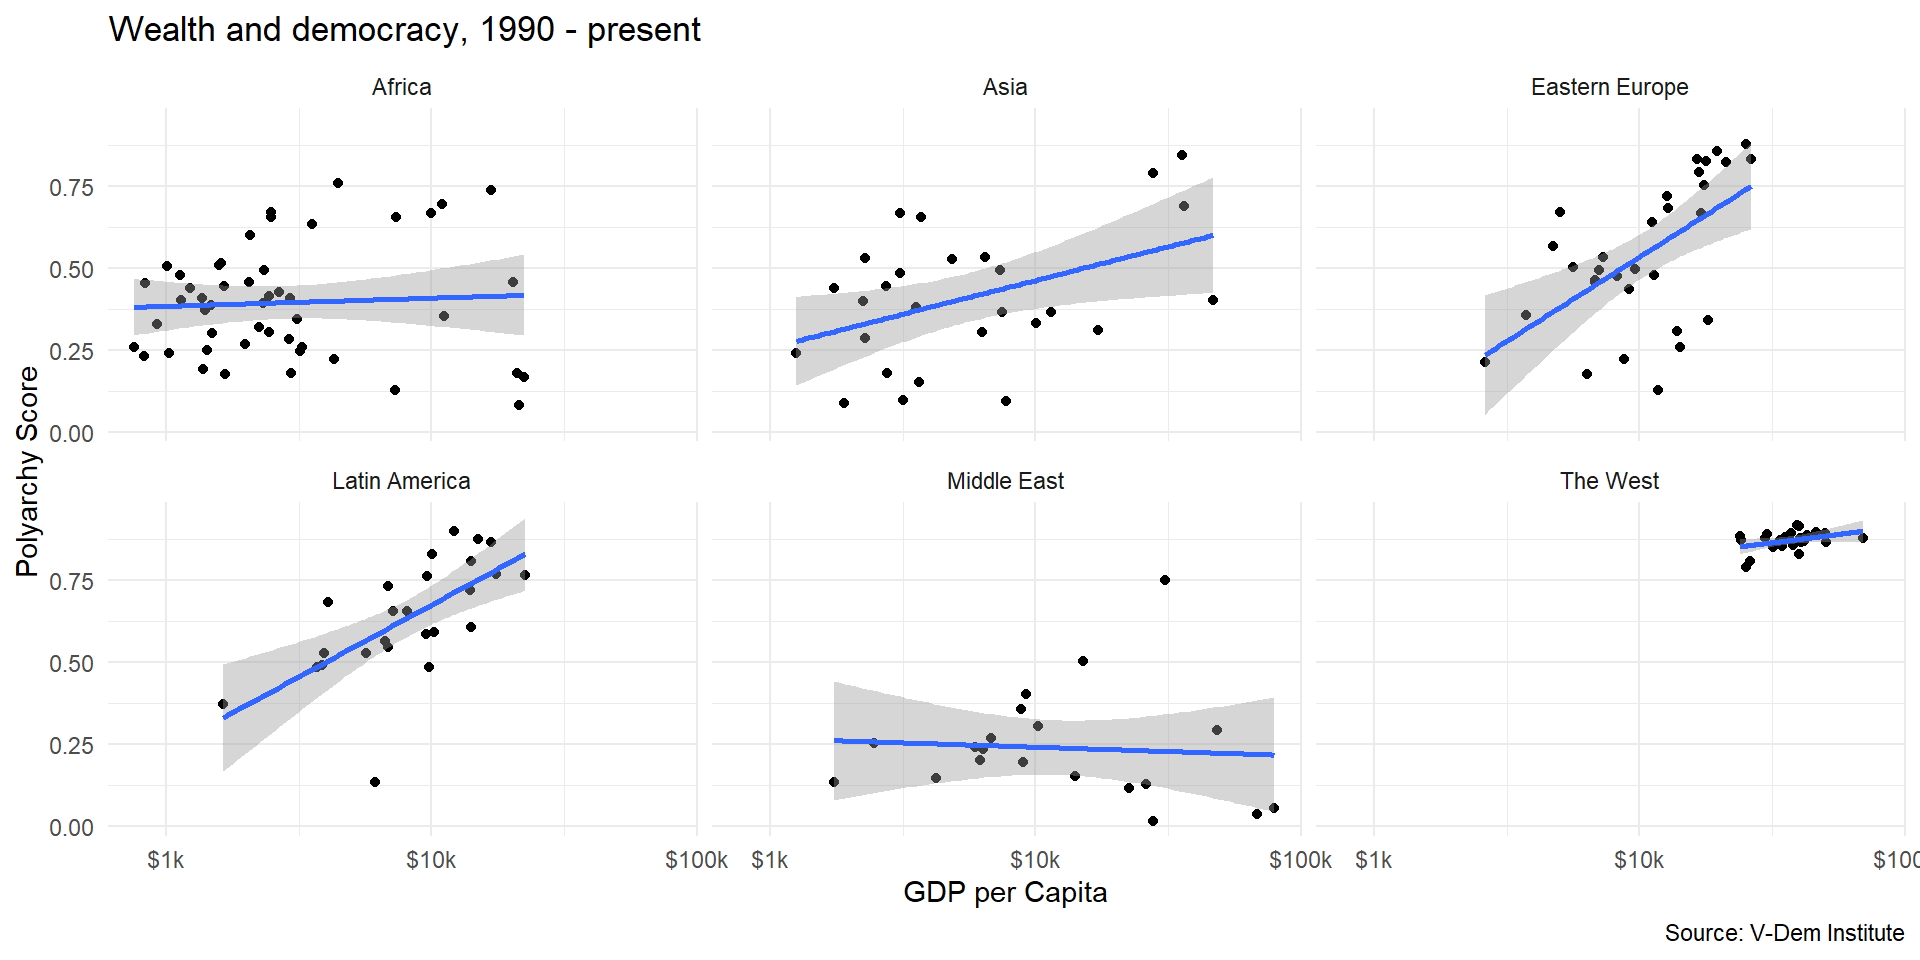 Wealth and democracy, 1990 - present
Africa
Asia
Eastern Europe
0.75
0.50
0.25
0.00
Polyarchy Score
Latin America
Middle East
The West
0.75
0.50
0.25
0.00
$1k
$10k
$100k
$1k
$10k
$100k
$1k
$10k
$100
GDP per Capita
Source: V-Dem Institute